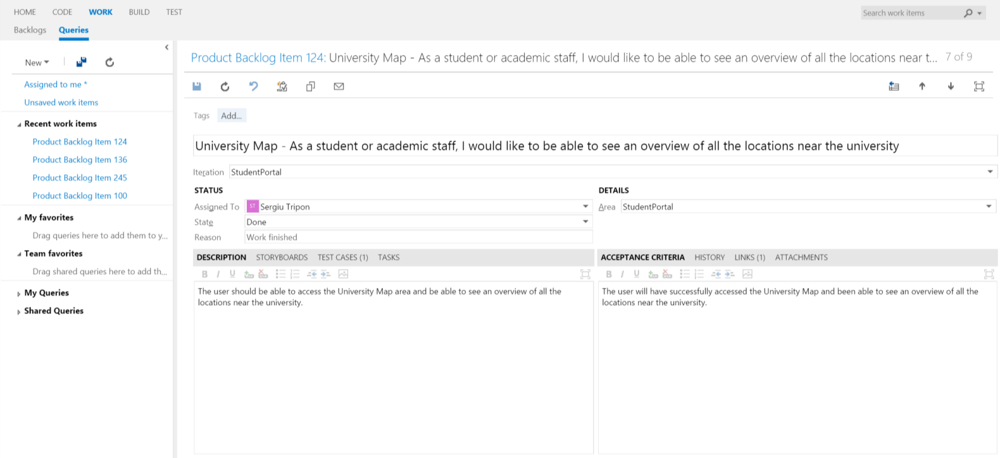 HOME CODE WORK BUILD TEST
Search work items
Backlogs Queries
New
Assigned to me *
Unsaved work items
Recent work items
Product Backlog Item 124
Product Backlog Item 136
Product Backlog Item 245
Product Backlog Item 100
My favorites
Drag queries here to add them to y...
Team favorites
Drag shared queries here to add th...
My Queries
Shared Queries
Product Backlog Item 124: University Map - As a student or academic staff, I would like to be able to see an overview of all the locations near t... 7 of 9
Tags Add...
University Map - As a student or academic staff, I would like to be able to see an overview of all the locations near the university
Iteration StudentPortal
STATUS
Assigned To ST Sergiu Tripon
State Done
Reason Work finished
DETAILS
Area StudentPortal
DESCRIPTION STORYBOARDS TEST CASES (1) TASKS
B I U
The user should be able to access the University Map area and be able to see an overview of all the
locations near the university.
ACCEPTANCE CRITERIA HISTORY LINKS (1) ATTACHMENTS
B I U
The user will have successfully accessed the University Map and been able to see an overview of all the
locations near the university.